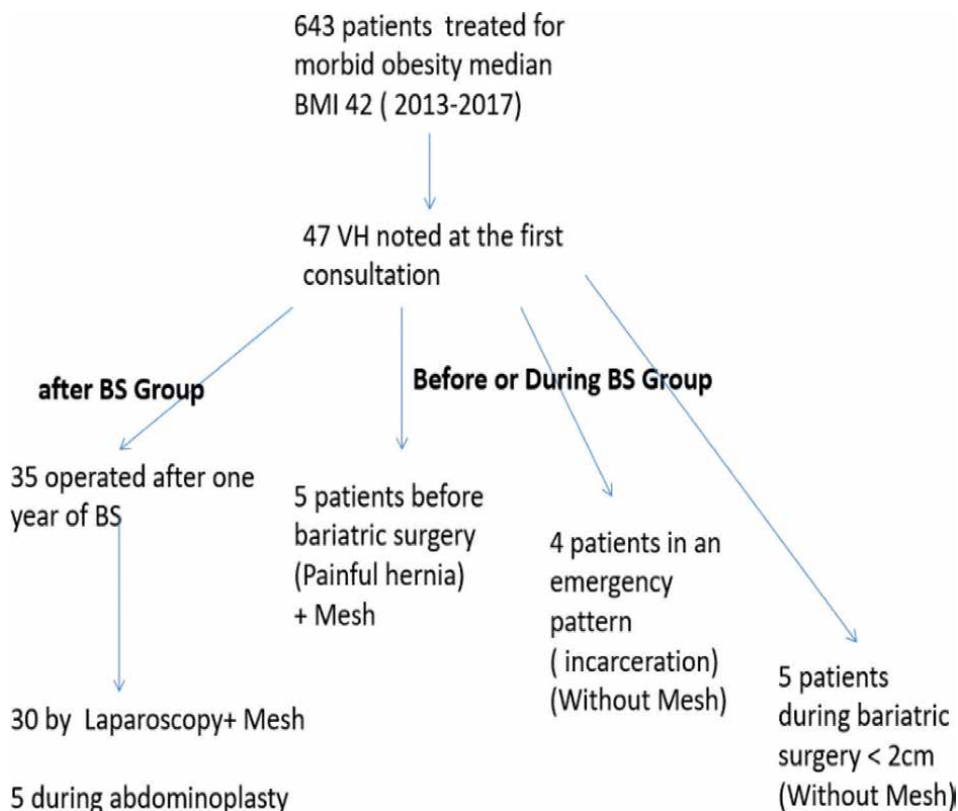 643 patients treated for
morbid obesity median
BMI 42 ( 2013-2017)
47 VH noted at the first
consultation
after BS Group
Before or During BS Group
35 operated after one
year of BS
5 patients before
bariatric surgery
(Painful hernia)
+ Mesh
4 patients in an
emergency
pattern
( incarceration)
(Without Mesh)
5 patients
during bariatric
surgery < 2cm
(Without Mesh)
30 by Laparoscopy+ Mesh
5 during abdominoplasty